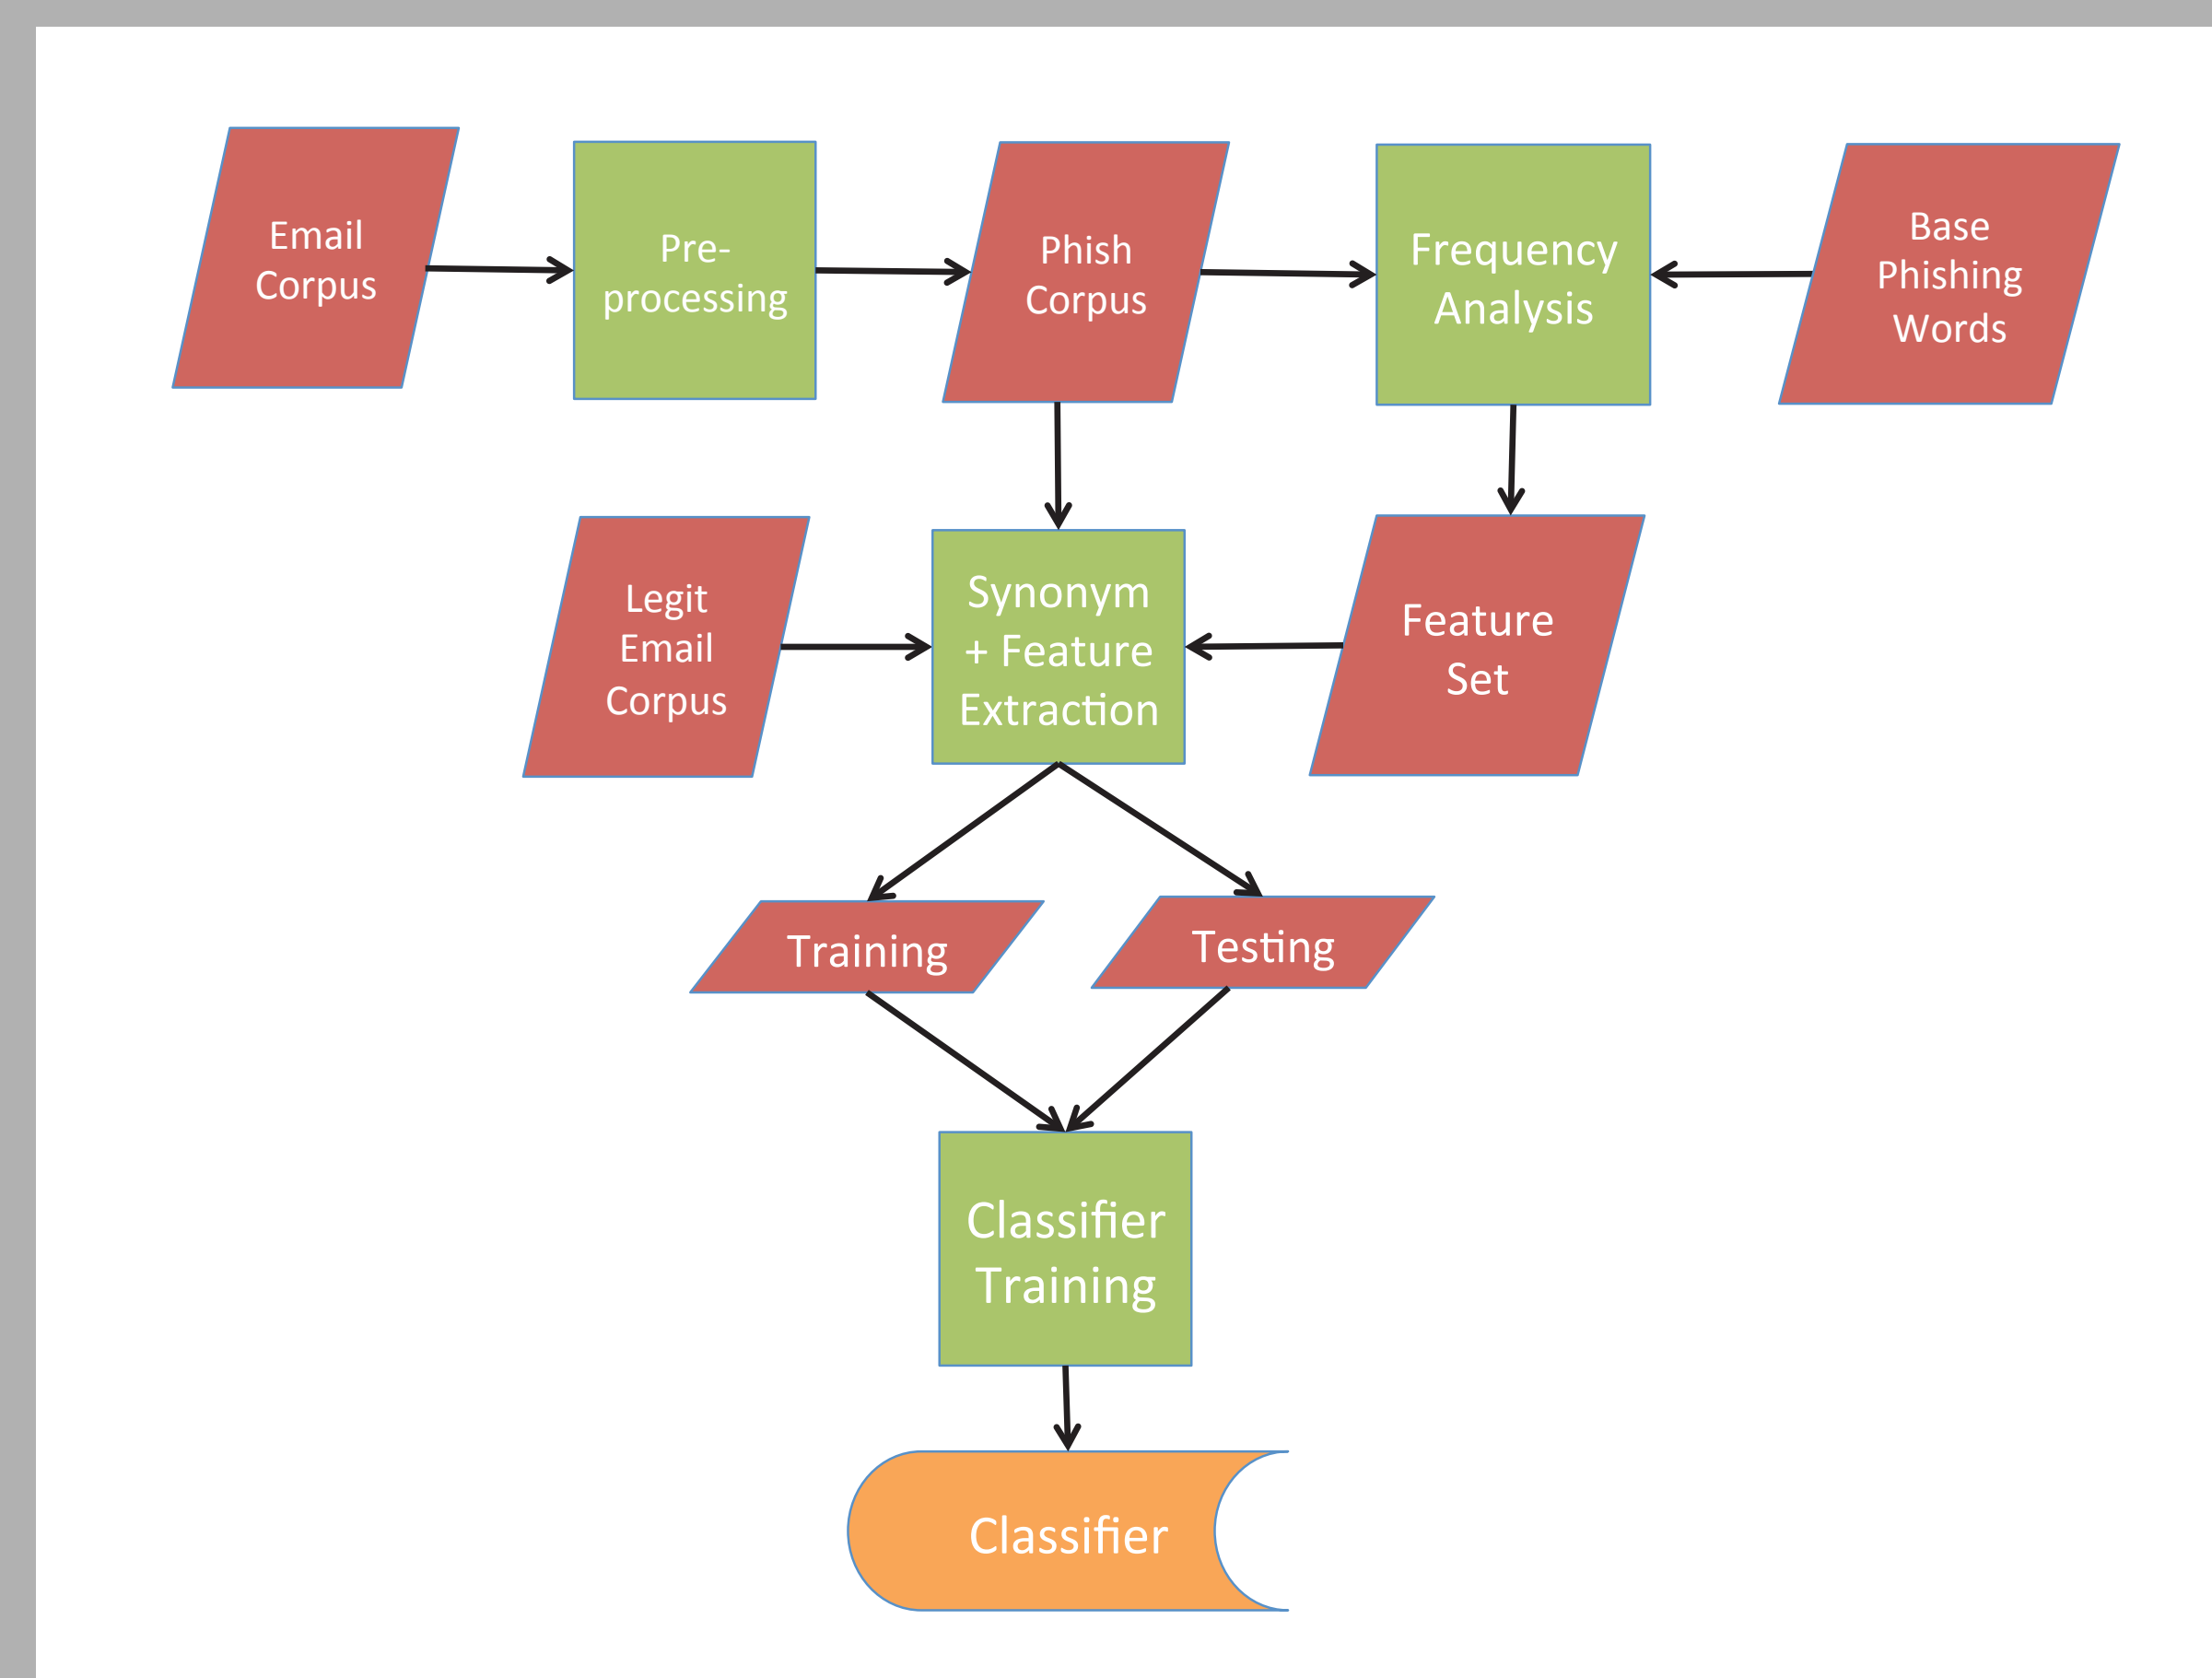 Email
Corpus
Pre-
processing
Phish
Corpus
Frequency
Analysis
Base
Phishing
Words
Legit
Email
Corpus
Synonym
+ Feature
Extraction
Feature
Set
Training
Testing
Classifier
Training
Classifier